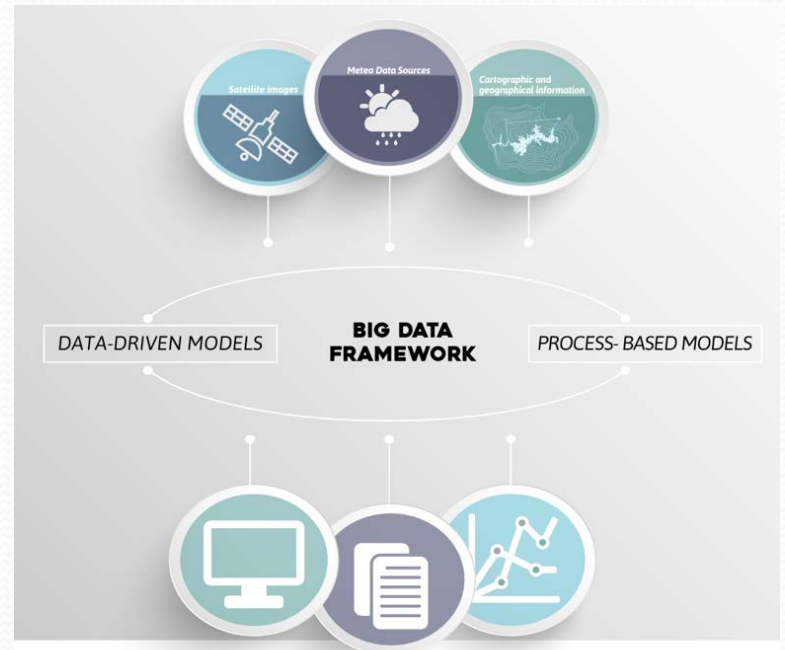 Satellite images
Meteo Data Sources
Cartographic and
geographical information
DATA-DRIVEN MODELS
BIG DATA
FRAMEWORK
PROCESS- BASED MODELS